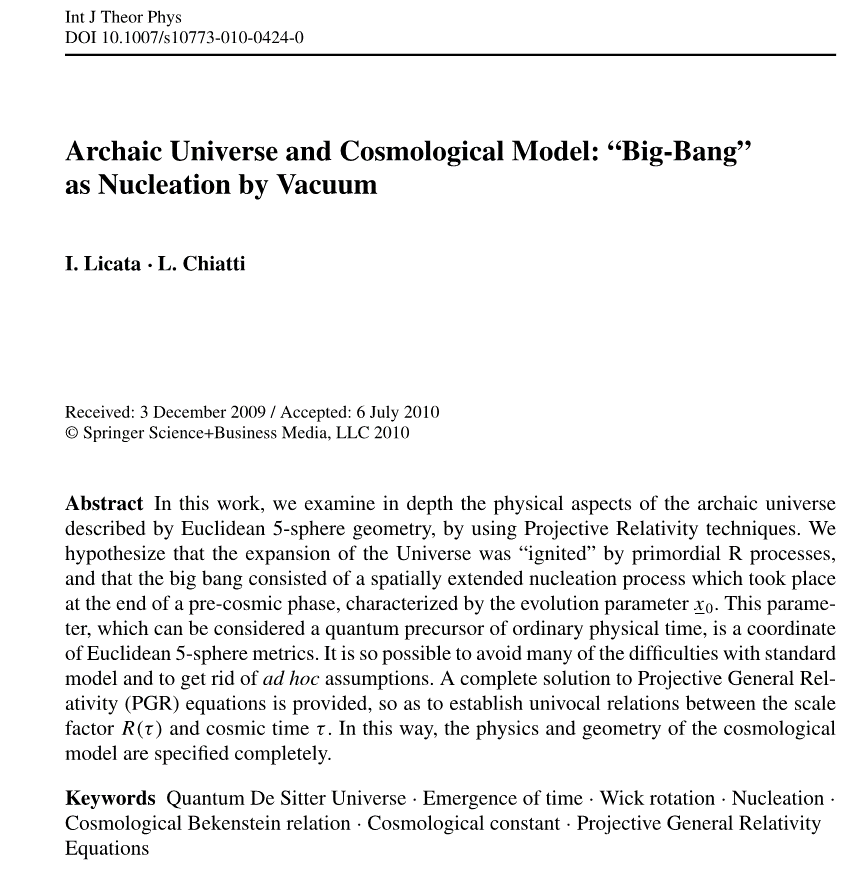 Int J Theor Phys
DOI 10.1007/s10773-010-0424-0
Archaic Universe and Cosmological Model: “Big-Bang”
as Nucleation by Vacuum
I. Licata · L. Chiatti
Received: 3 December 2009 / Accepted: 6 July 2010
© Springer Science+Business Media, LLC 2010
Abstract In this work, we examine in depth the physical aspects of the archaic universe
described by Euclidean 5-sphere geometry, by using Projective Relativity techniques. We
hypothesize that the expansion of the Universe was “ignited” by primordial R processes,
and that the big bang consisted of a spatially extended nucleation process which took place
at the end of a pre-cosmic phase, characterized by the evolution parameter x̲₀. This parame-
ter, which can be considered a quantum precursor of ordinary physical time, is a coordinate
of Euclidean 5-sphere metrics. It is so possible to avoid many of the difficulties with standard
model and to get rid of ad hoc assumptions. A complete solution to Projective General Rel-
ativity (PGR) equations is provided, so as to establish univocal relations between the scale
factor R(τ) and cosmic time τ. In this way, the physics and geometry of the cosmological
model are specified completely.
Keywords Quantum De Sitter Universe · Emergence of time · Wick rotation · Nucleation ·
Cosmological Bekenstein relation · Cosmological constant · Projective General Relativity
Equations